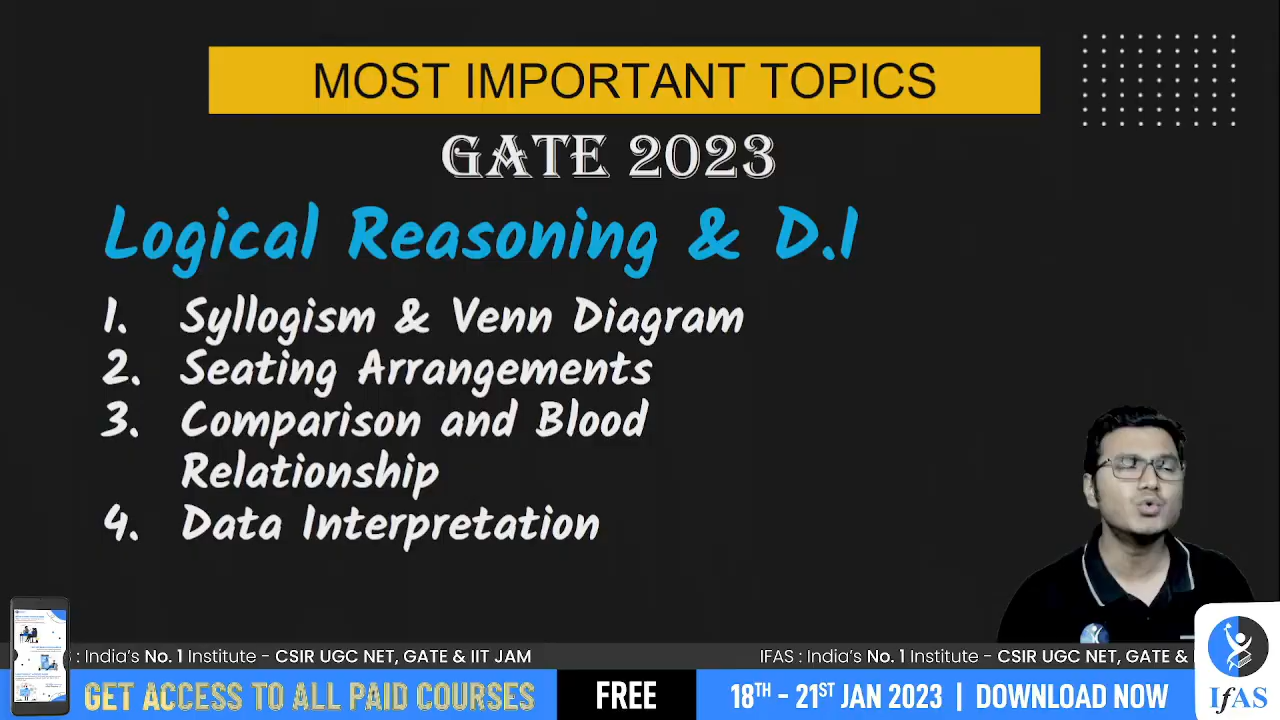 MOST IMPORTANT TOPICS
GATE 2023
Logical Reasoning & D.I
1. Syllogism & Venn Diagram
2. Seating Arrangements
3. Comparison and Blood
Relationship
4. Data Interpretation
: India's No. 1 Institute - CSIR UGC NET, GATE & IIT JAM
IFAS : India's No. 1 Institute - CSIR UGC NET, GATE &
GET ACCESS TO ALL PAID COURSES
FREE
18TH - 21ST JAN 2023 | DOWNLOAD NOW
IfAS